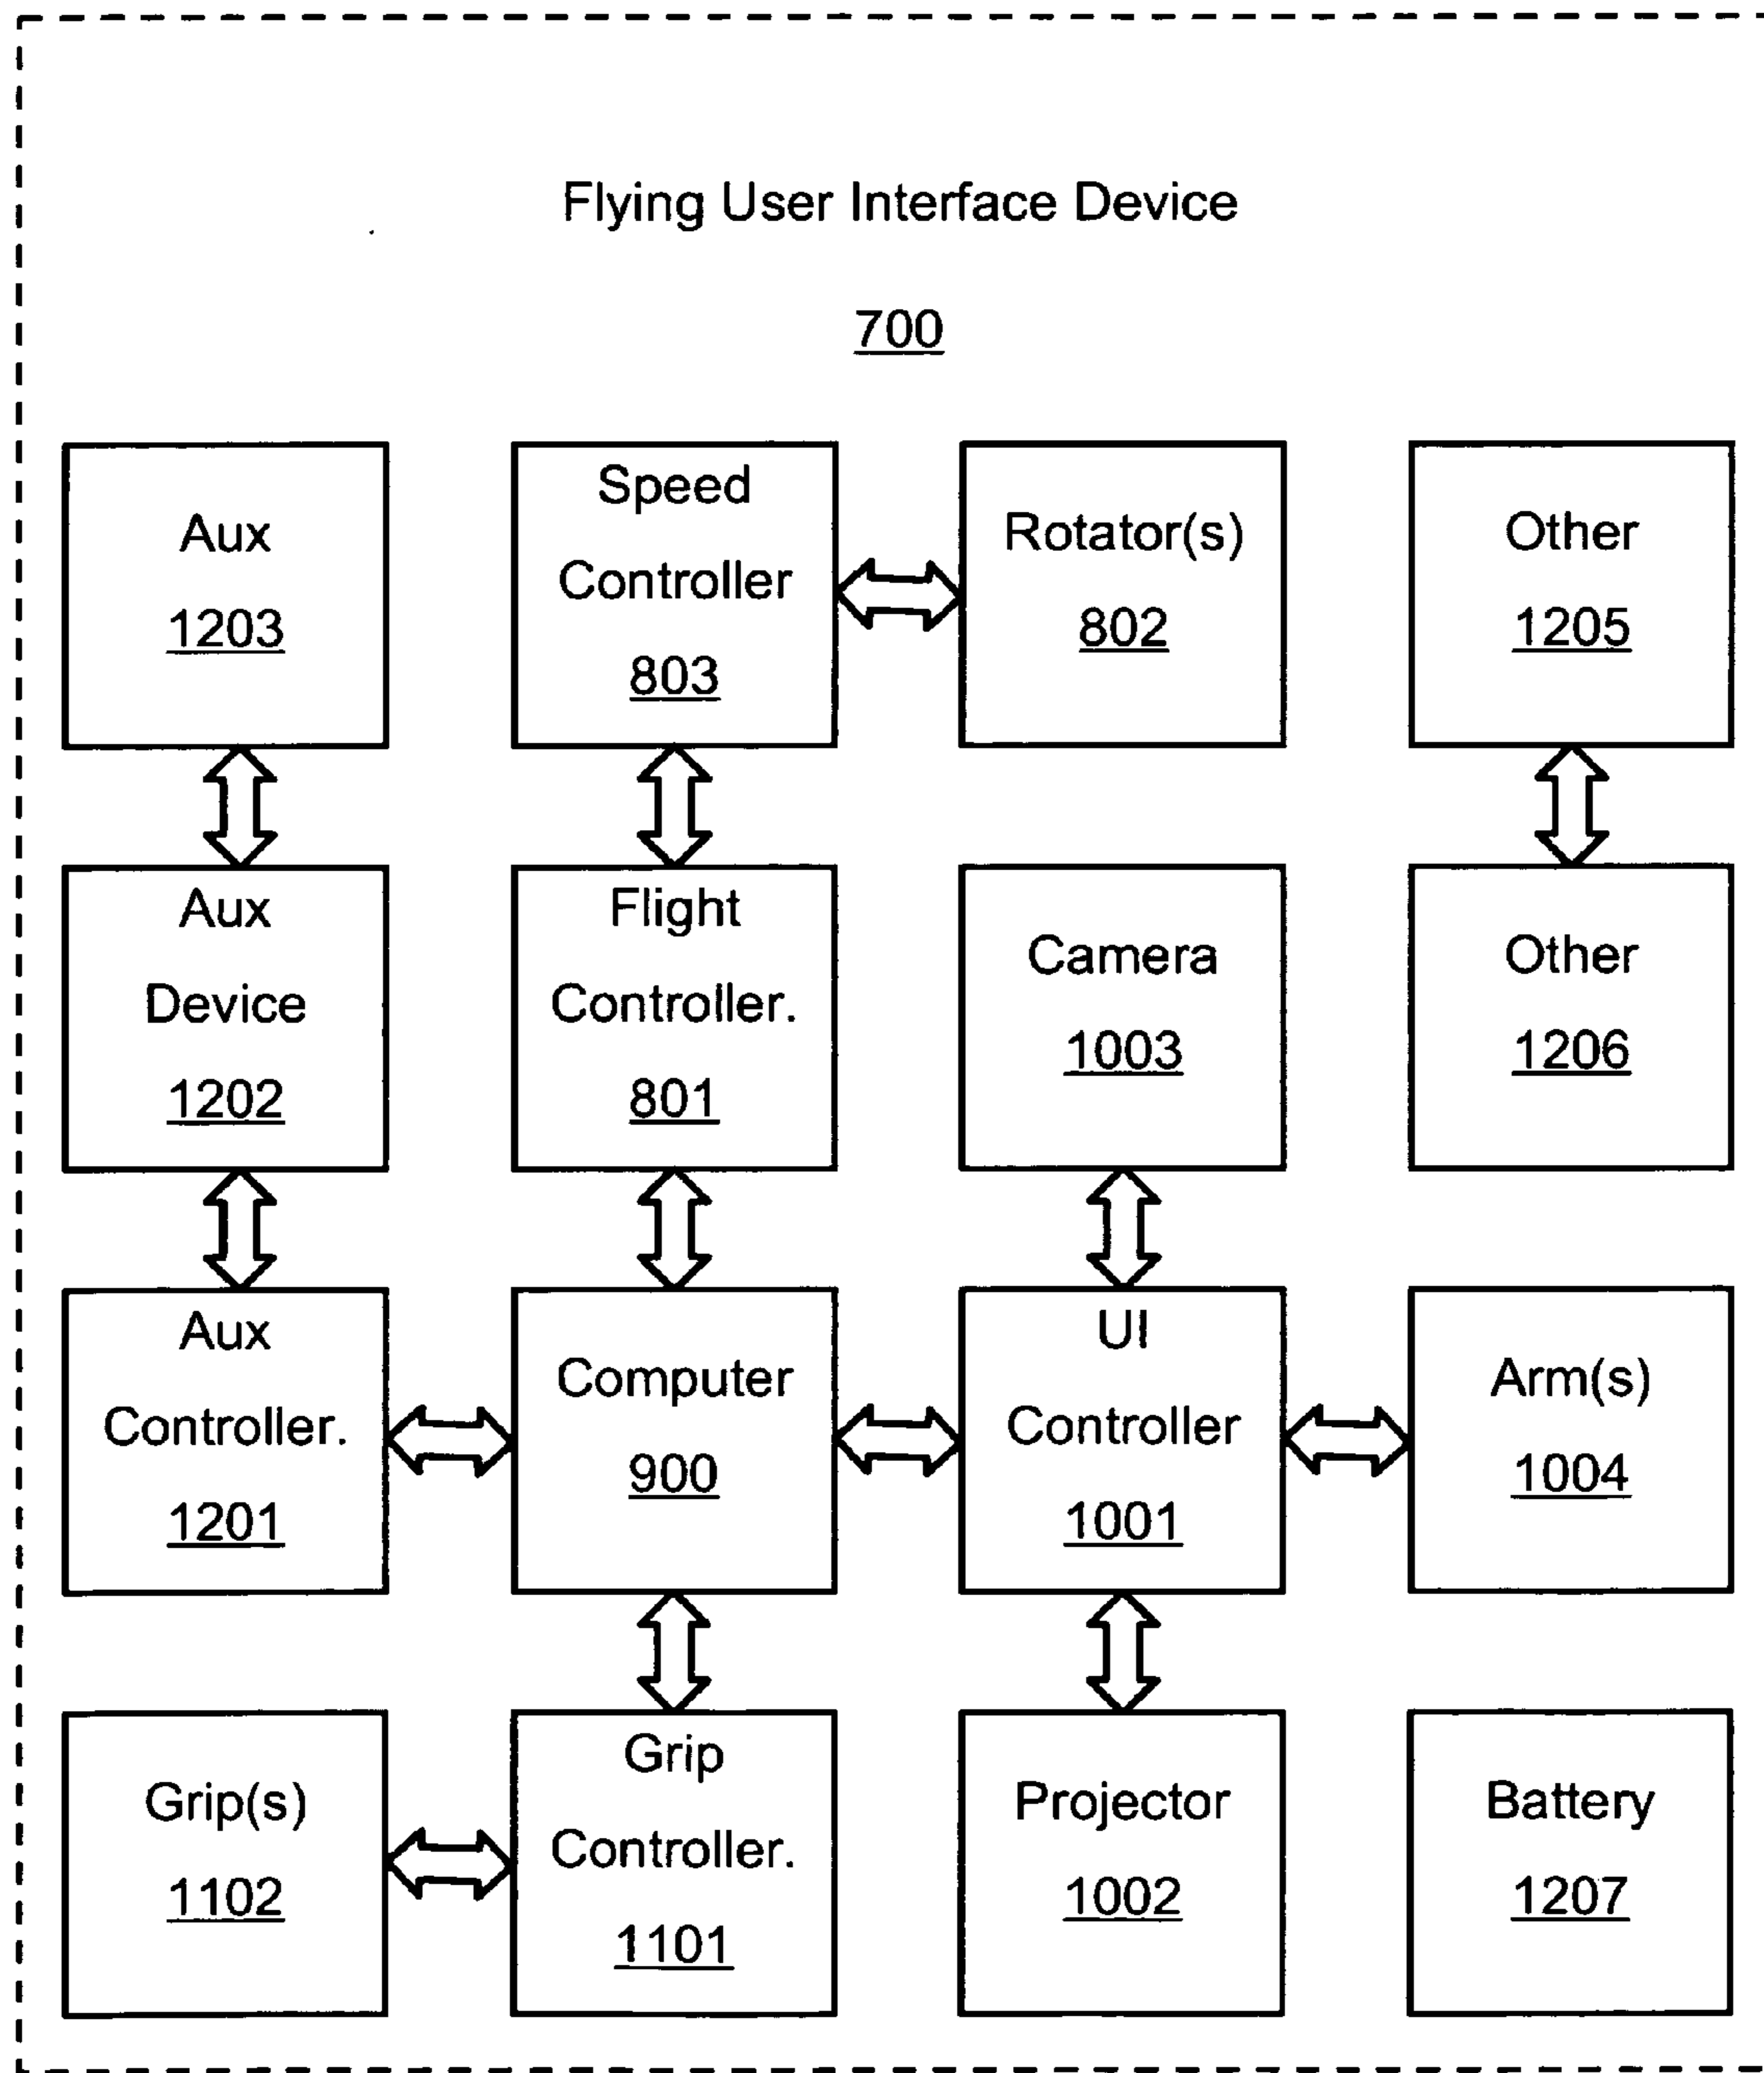 Flying User Interface Device
700
Aux
1203
Speed
Controller
803
Rotator(s)
802
Other
1205
Aux
Device
1202
Flight
Controller.
801
Camera
1003
Other
1206
Aux
Controller.
1201
Computer
900
UI
Controller
1001
Arm(s)
1004
Grip(s)
1102
Grip
Controller.
1101
Projector
1002
Battery
1207